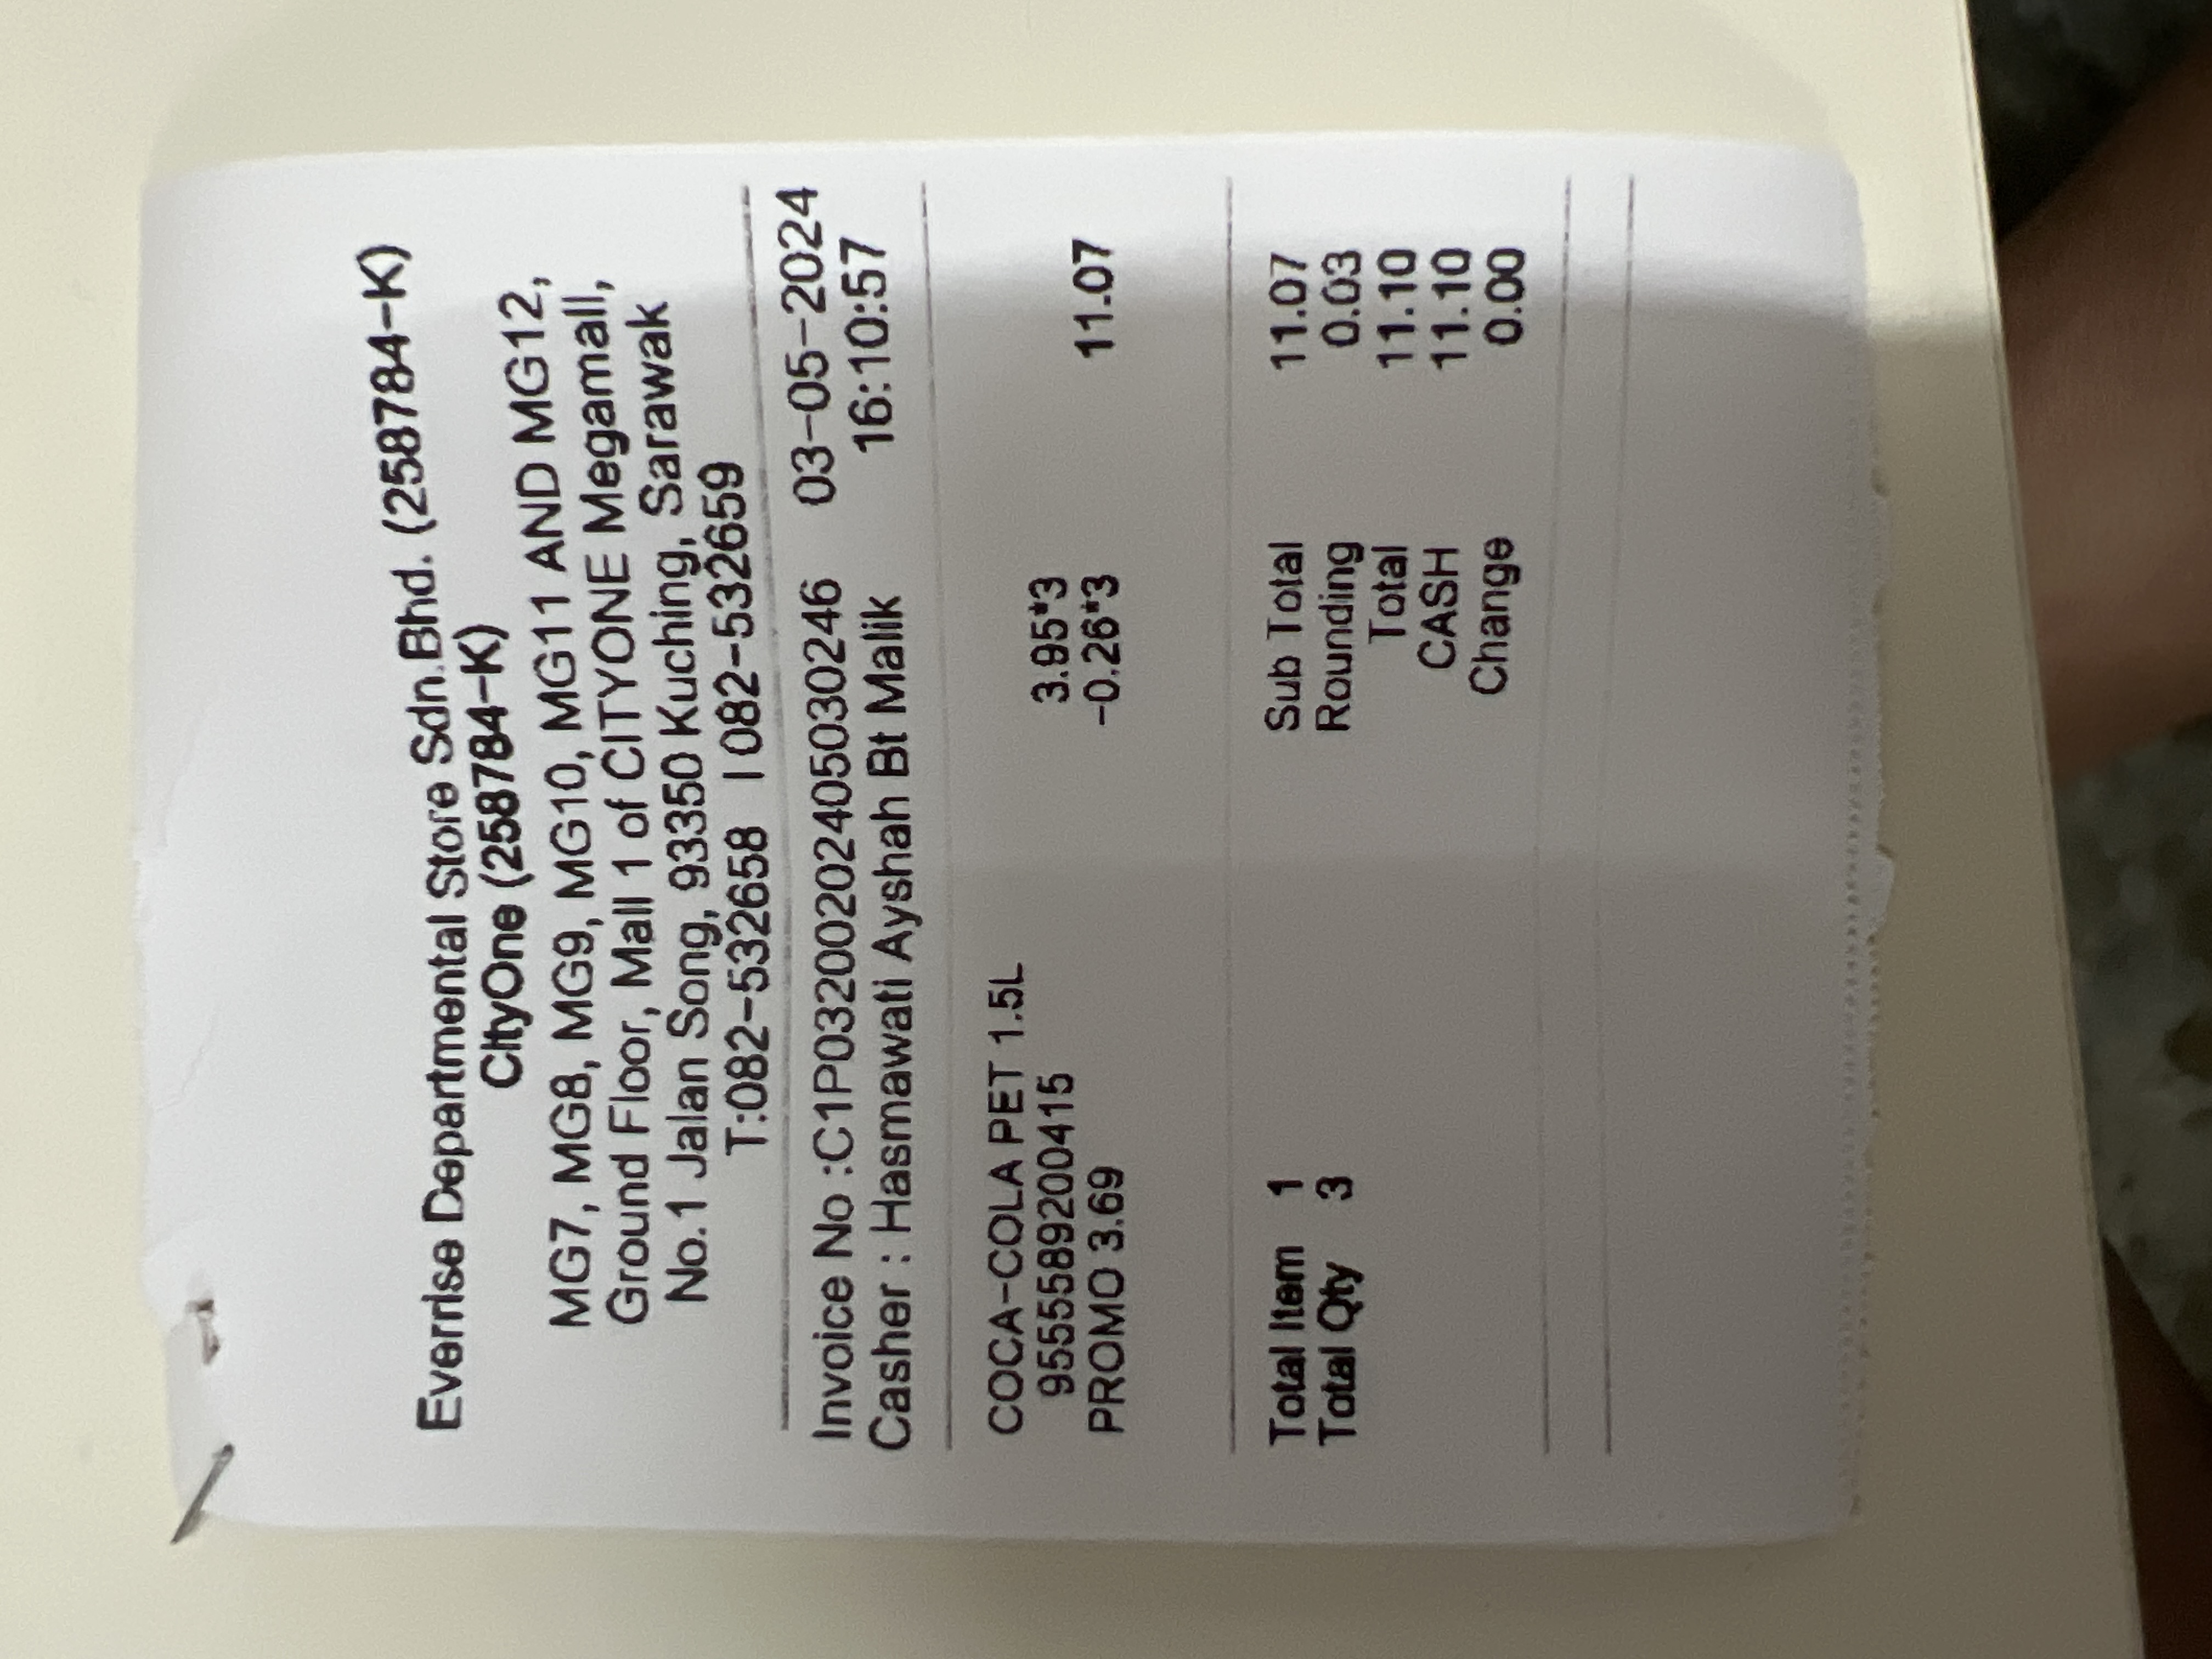 Everrise Departmental Store Sdn.Bhd. (258784-K)
CityOne (258784-K)
MG7, MG8, MG9, MG10, MG11 AND MG12,
Ground Floor, Mall 1 of CITYONE Megamall,
No.1 Jalan Song, 93350 Kuching, Sarawak
T:082-532658 | 082-532659
Invoice No :C1P03200202405030246 03-05-2024
Casher : Hasmawati Ayshah Bt Malik 16:10:57
COCA-COLA PET 1.5L
9555589200415 3.95*3
PROMO 3.69 -0.26*3 11.07
Total Item 1 Sub Total 11.07
Total Qty 3 Rounding 0.03
Total 11.10
CASH 11.10
Change 0.00